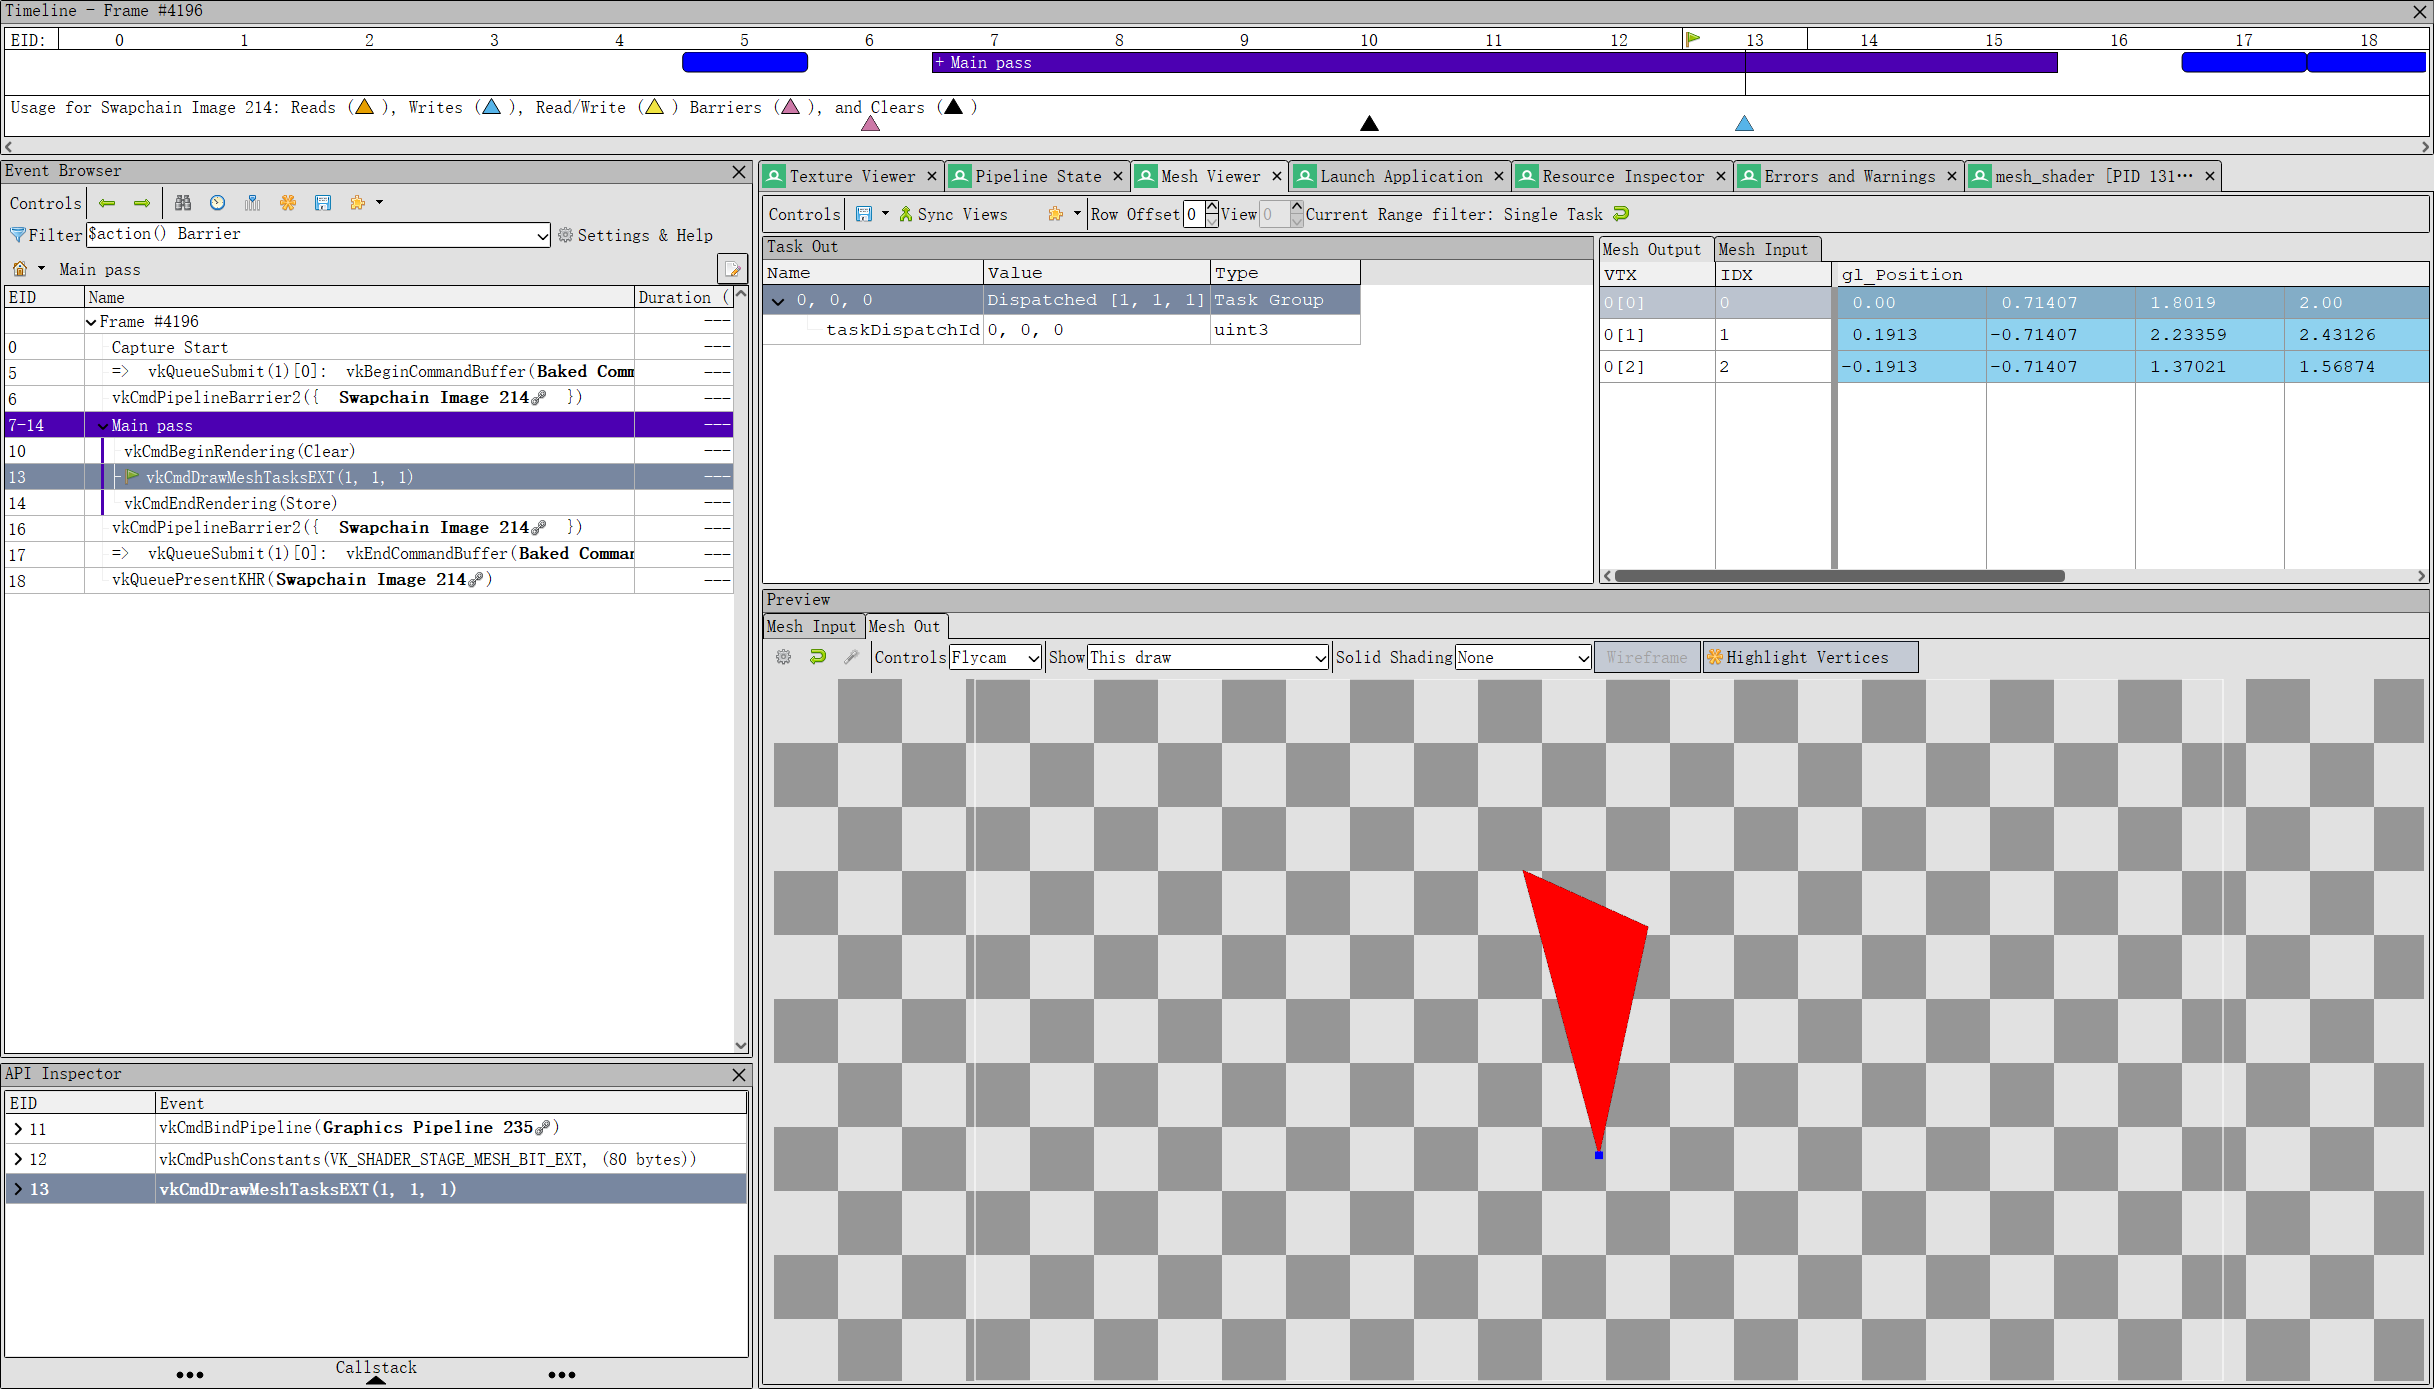 Timeline - Frame #4196
EID: 0 1 2 3 4 5 6 7 8 9 10 11 12 13 14 15 16 17 18
+ Main pass
Usage for Swapchain Image 214: Reads ( ), Writes ( ), Read/Write ( ) Barriers ( ), and Clears ( )
Event Browser
Controls
Filter $action() Barrier Settings & Help
Main pass
EID Name Duration (
Frame #4196 ---
0 Capture Start ---
5 => vkQueueSubmit(1)[0]: vkBeginCommandBuffer(Baked Comm ---
6 vkCmdPipelineBarrier2({ Swapchain Image 214 }) ---
7-14 Main pass ---
10 vkCmdBeginRendering(Clear) ---
13 vkCmdDrawMeshTasksEXT(1, 1, 1) ---
14 vkCmdEndRendering(Store) ---
16 vkCmdPipelineBarrier2({ Swapchain Image 214 }) ---
17 => vkQueueSubmit(1)[0]: vkEndCommandBuffer(Baked Comman ---
18 vkQueuePresentKHR(Swapchain Image 214) ---
API Inspector
EID Event
11 vkCmdBindPipeline(Graphics Pipeline 235)
12 vkCmdPushConstants(VK_SHADER_STAGE_MESH_BIT_EXT, (80 bytes))
13 vkCmdDrawMeshTasksEXT(1, 1, 1)
Callstack
Texture Viewer Pipeline State Mesh Viewer Launch Application Resource Inspector Errors and Warnings mesh_shader [PID 131...
Controls Sync Views Row Offset 0 View 0 Current Range filter: Single Task
Task Out
Name Value Type
0, 0, 0 Dispatched [1, 1, 1] Task Group
taskDispatchId 0, 0, 0 uint3
Mesh Output Mesh Input
VTX IDX gl_Position
0[0] 0 0.00 0.71407 1.8019 2.00
0[1] 1 0.1913 -0.71407 2.23359 2.43126
0[2] 2 -0.1913 -0.71407 1.37021 1.56874
Preview
Mesh Input Mesh Out
Controls Flycam Show This draw Solid Shading None Wireframe Highlight Vertices